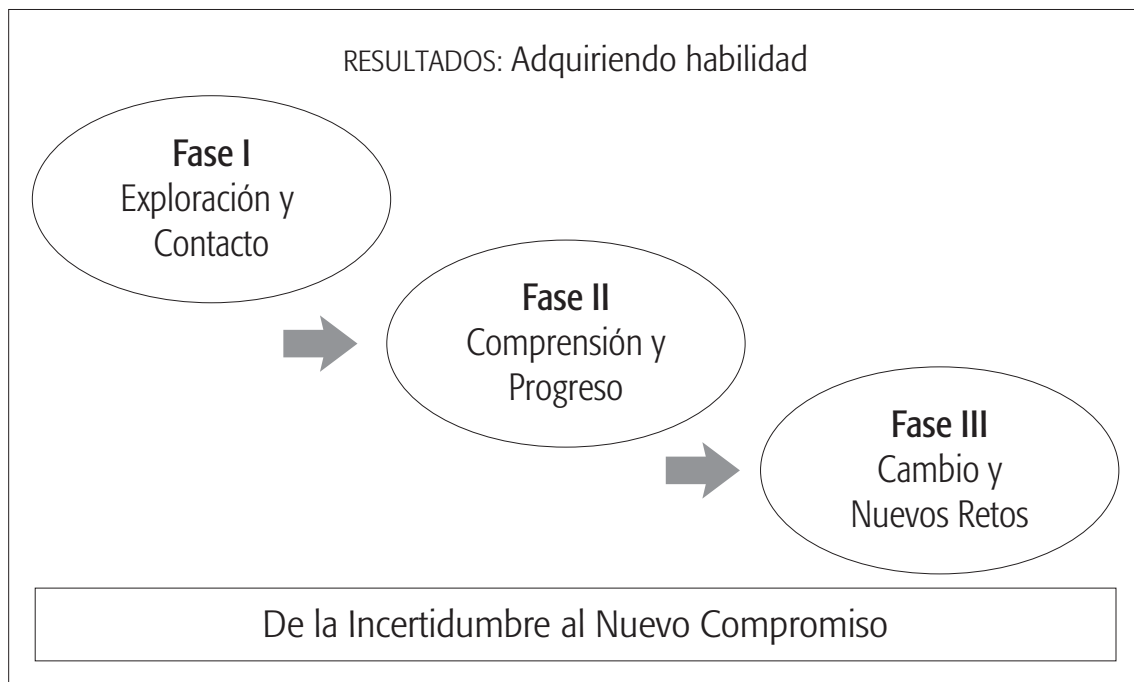 RESULTADOS: Adquiriendo habilidad
Fase I
Exploración y
Contacto
Fase II
Comprensión y
Progreso
Fase III
Cambio y
Nuevos Retos
De la Incertidumbre al Nuevo Compromiso